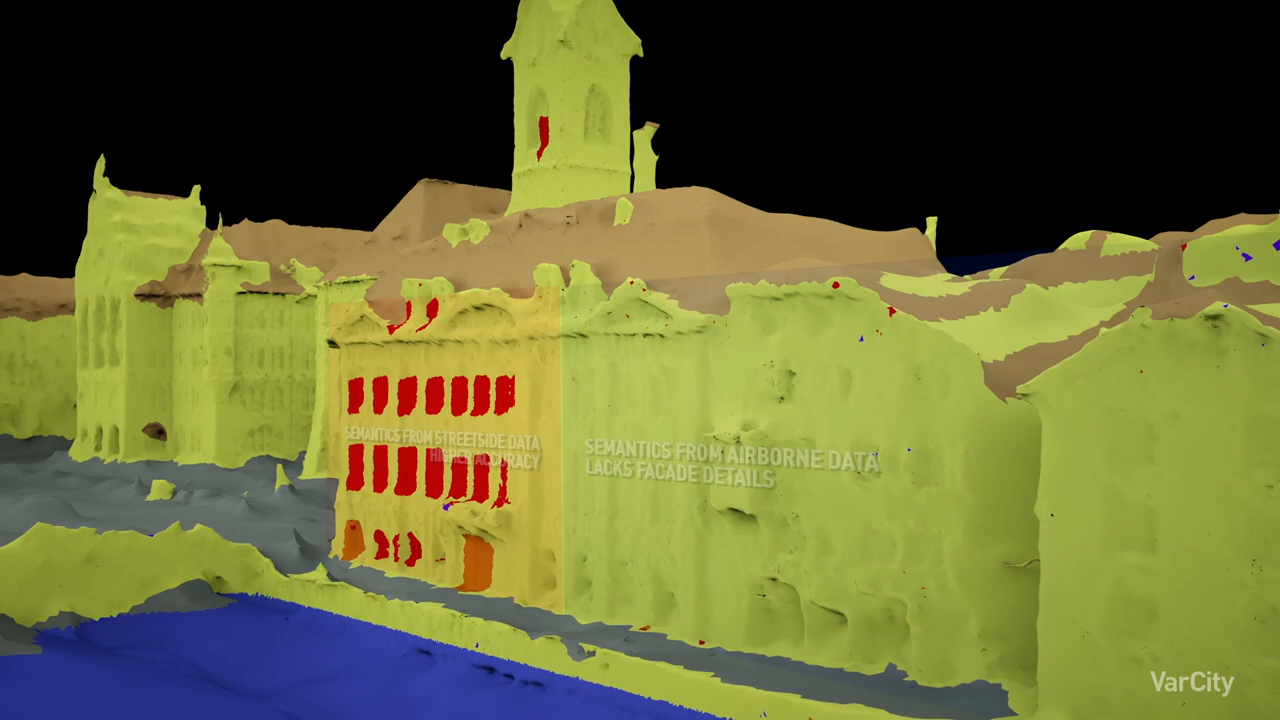 SEMANTICS FROM STREETSIDE DATA
HIGHER ACCURACY
SEMANTICS FROM AIRBORNE DATA
LACKS FACADE DETAILS
VarCity